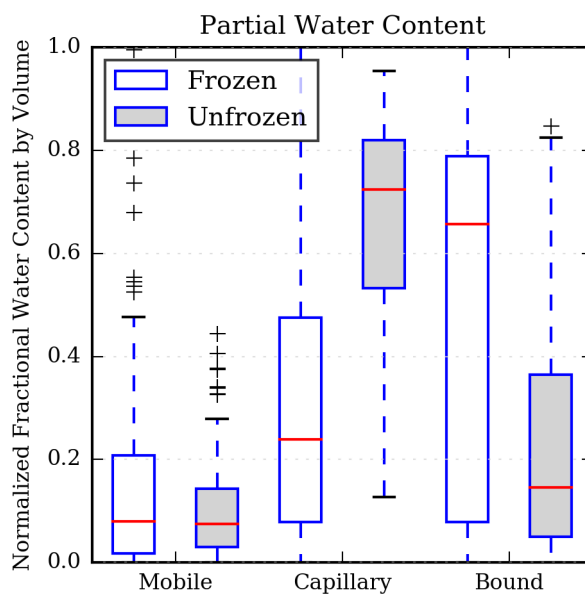 Partial Water Content
Normalized Fractional Water Content by Volume
1.0
0.8
0.6
0.4
0.2
0.0
Frozen
Unfrozen
Mobile
Capillary
Bound